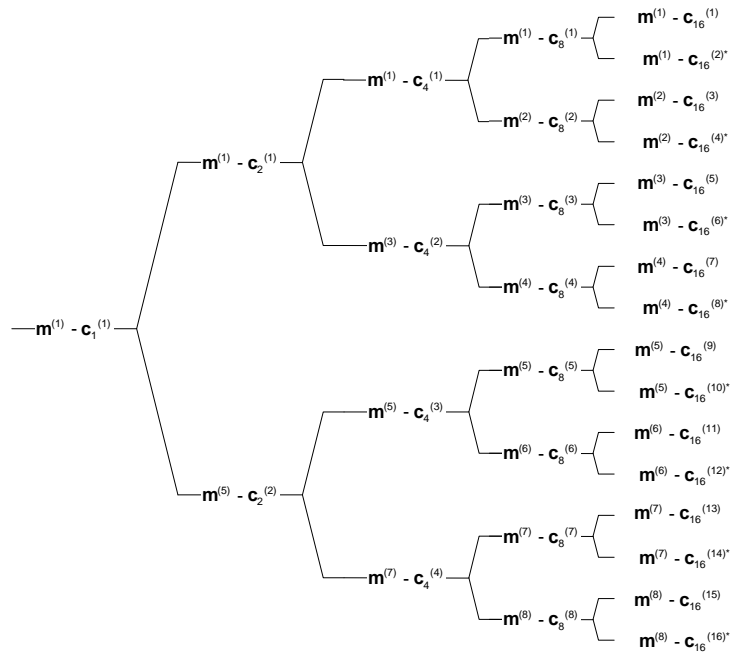 m(1) - c16(1)
m(1) - c8(1)
m(1) - c16(2)*
m(1) - c4(1)
m(2) - c16(3)
m(2) - c8(2)
m(2) - c16(4)*
m(1) - c2(1)
m(3) - c16(5)
m(3) - c8(3)
m(3) - c16(6)*
m(3) - c4(2)
m(4) - c16(7)
m(4) - c8(4)
m(4) - c16(8)*
m(1) - c1(1)
m(5) - c16(9)
m(5) - c8(5)
m(5) - c16(10)*
m(5) - c4(3)
m(6) - c16(11)
m(6) - c8(6)
m(6) - c16(12)*
m(5) - c2(2)
m(7) - c16(13)
m(7) - c8(7)
m(7) - c16(14)*
m(7) - c4(4)
m(8) - c16(15)
m(8) - c8(8)
m(8) - c16(16)*